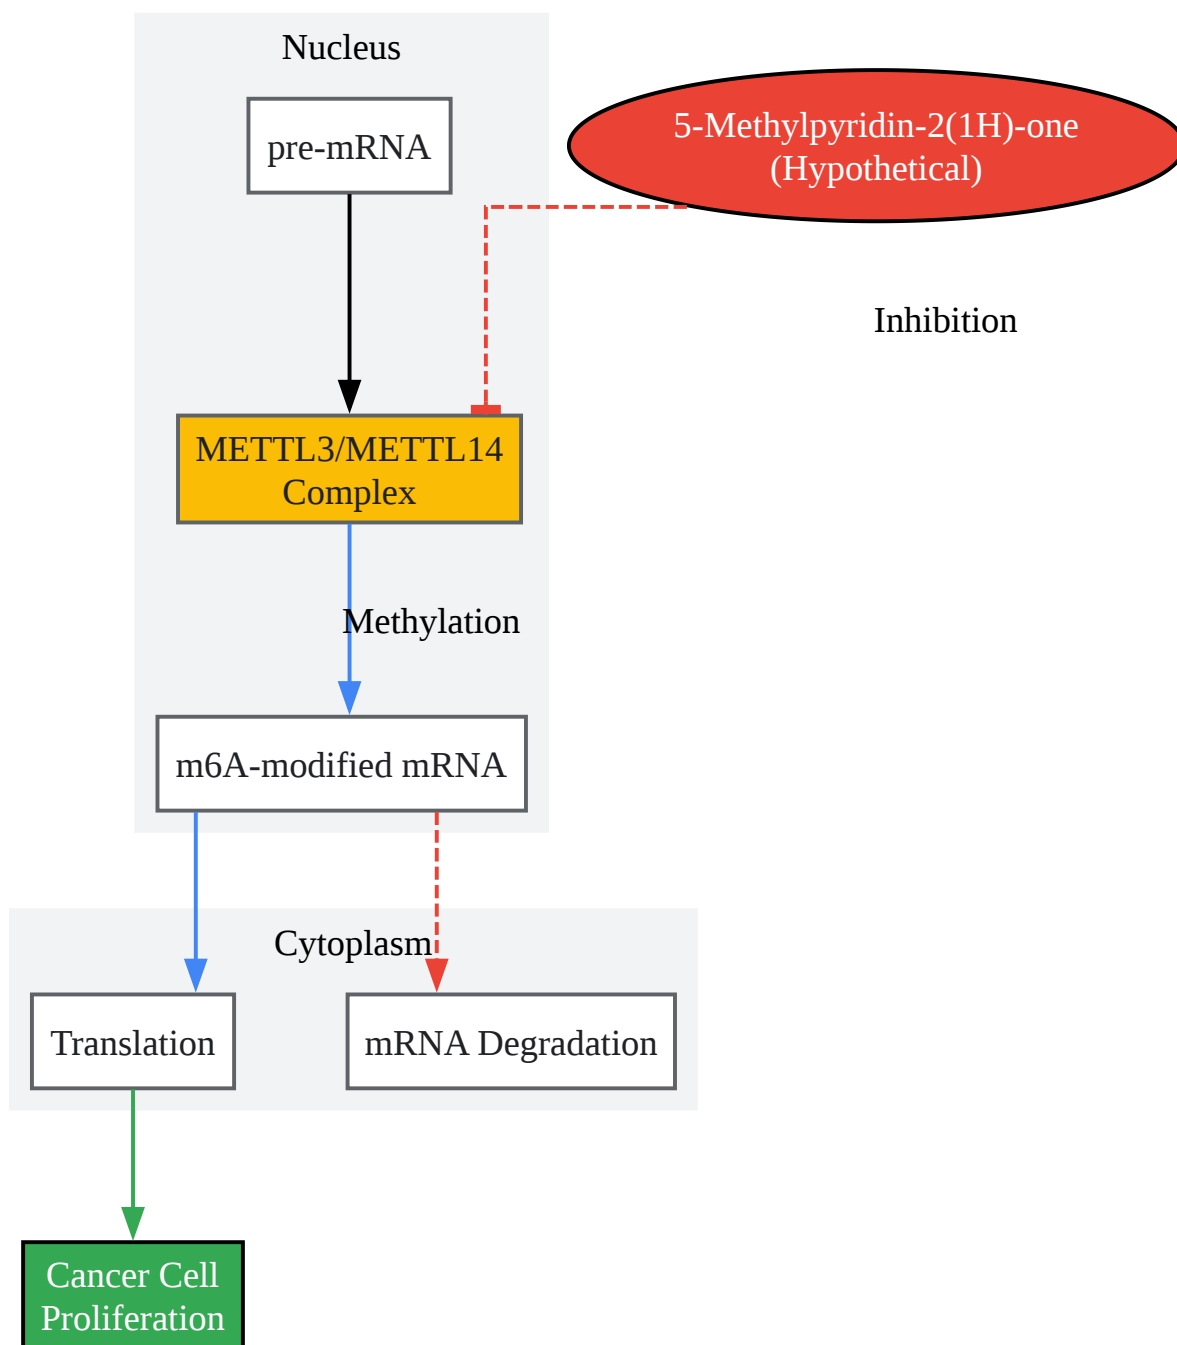 Nucleus
pre-mRNA
5-Methylpyridin-2(1H)-one
(Hypothetical)
Inhibition
METTL3/METTL14
Complex
Methylation
m6A-modified mRNA
Cytoplasm
Translation
mRNA Degradation
Cancer Cell
Proliferation